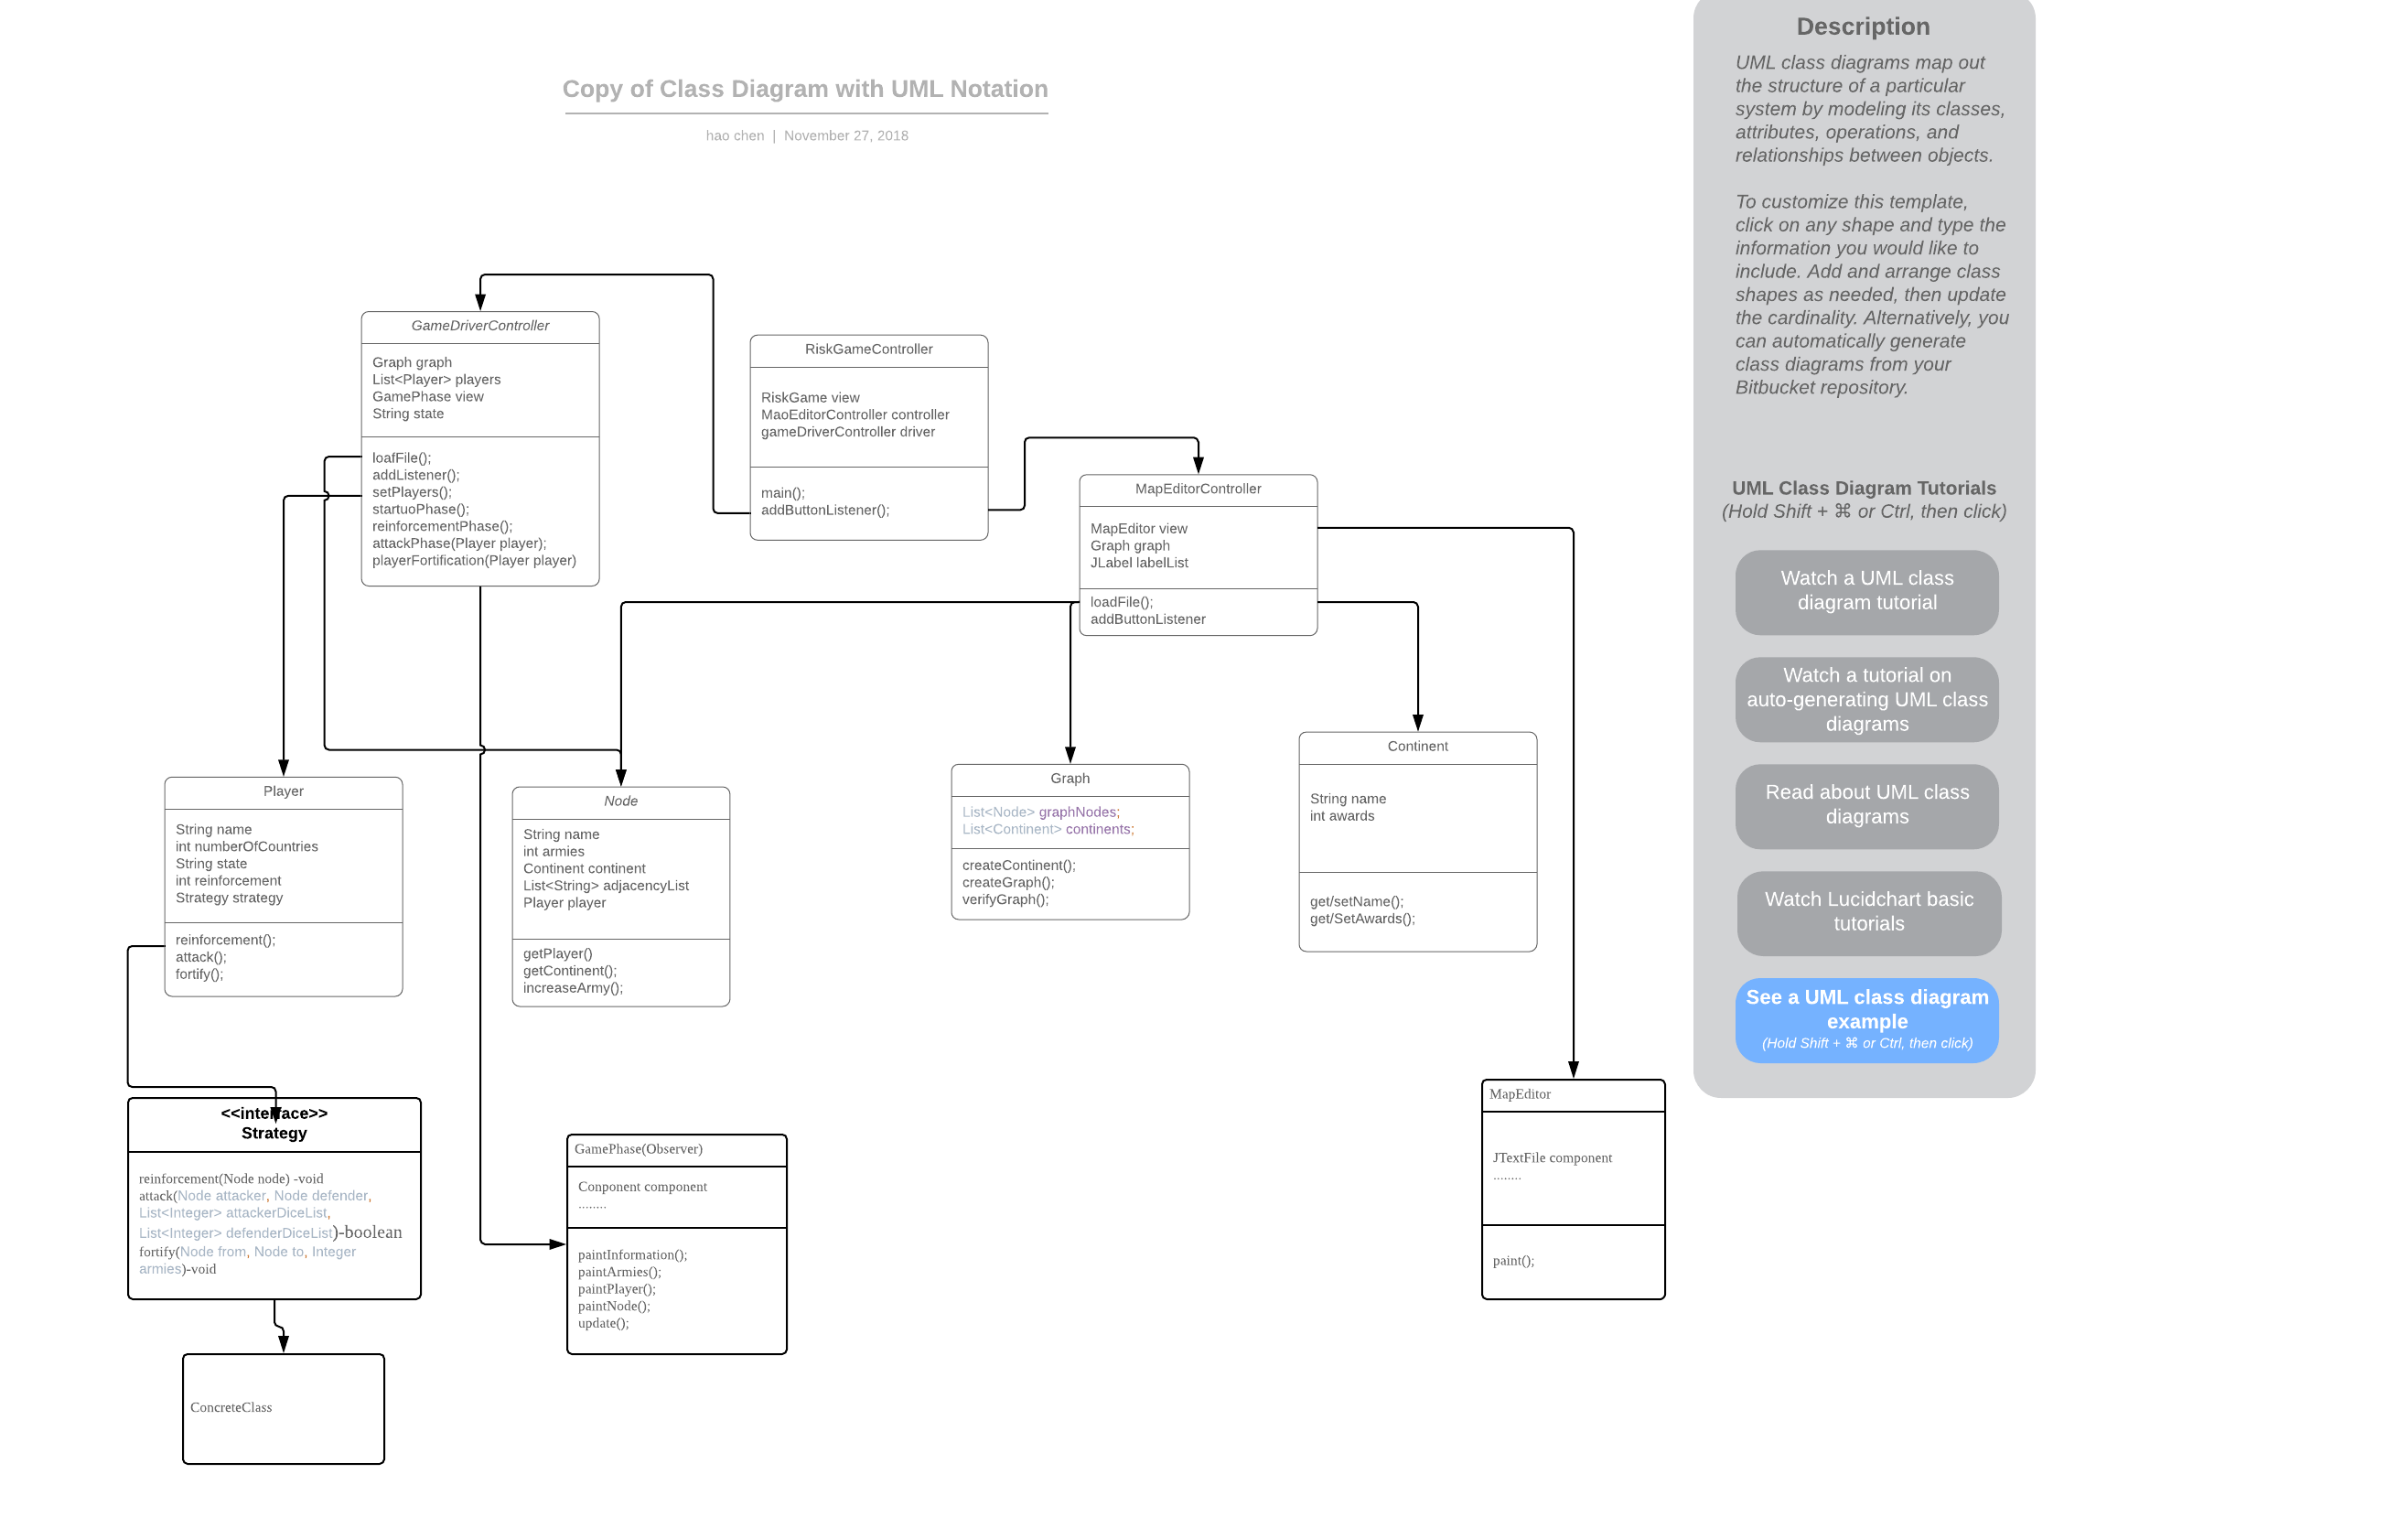 Copy of Class Diagram with UML Notation
hao chen | November 27, 2018
GameDriverController
Graph graph
List<Player> players
GamePhase view
String state
loafFile();
addListener();
setPlayers();
startuoPhase();
reinforcementPhase();
attackPhase(Player player);
playerFortification(Player player)
RiskGameController
RiskGame view
MaoEditorController controller
gameDriverController driver
main();
addButtonListener();
MapEditorController
MapEditor view
Graph graph
JLabel labelList
loadFile();
addButtonListener
Player
String name
int numberOfCountries
String state
int reinforcement
Strategy strategy
reinforcement();
attack();
fortify();
Node
String name
int armies
Continent continent
List<String> adjacencyList
Player player
getPlayer()
getContinent();
increaseArmy();
Graph
List<Node> graphNodes;
List<Continent> continents;
createContinent();
createGraph();
verifyGraph();
Continent
String name
int awards
get/setName();
get/SetAwards();
<<interface>>
Strategy
reinforcement(Node node) -void
attack(Node attacker, Node defender,
List<Integer> attackerDiceList,
List<Integer> defenderDiceList)-boolean
fortify(Node from, Node to, Integer
armies)-void
ConcreteClass
GamePhase(Observer)
Conponent component
........
paintInformation();
paintArmies();
paintPlayer();
paintNode();
update();
MapEditor
JTextFile component
........
paint();
Description
UML class diagrams map out
the structure of a particular
system by modeling its classes,
attributes, operations, and
relationships between objects.
To customize this template,
click on any shape and type the
information you would like to
include. Add and arrange class
shapes as needed, then update
the cardinality. Alternatively, you
can automatically generate
class diagrams from your
Bitbucket repository.
UML Class Diagram Tutorials
(Hold Shift + ⌘ or Ctrl, then click)
Watch a UML class
diagram tutorial
Watch a tutorial on
auto-generating UML class
diagrams
Read about UML class
diagrams
Watch Lucidchart basic
tutorials
See a UML class diagram
example
(Hold Shift + ⌘ or Ctrl, then click)